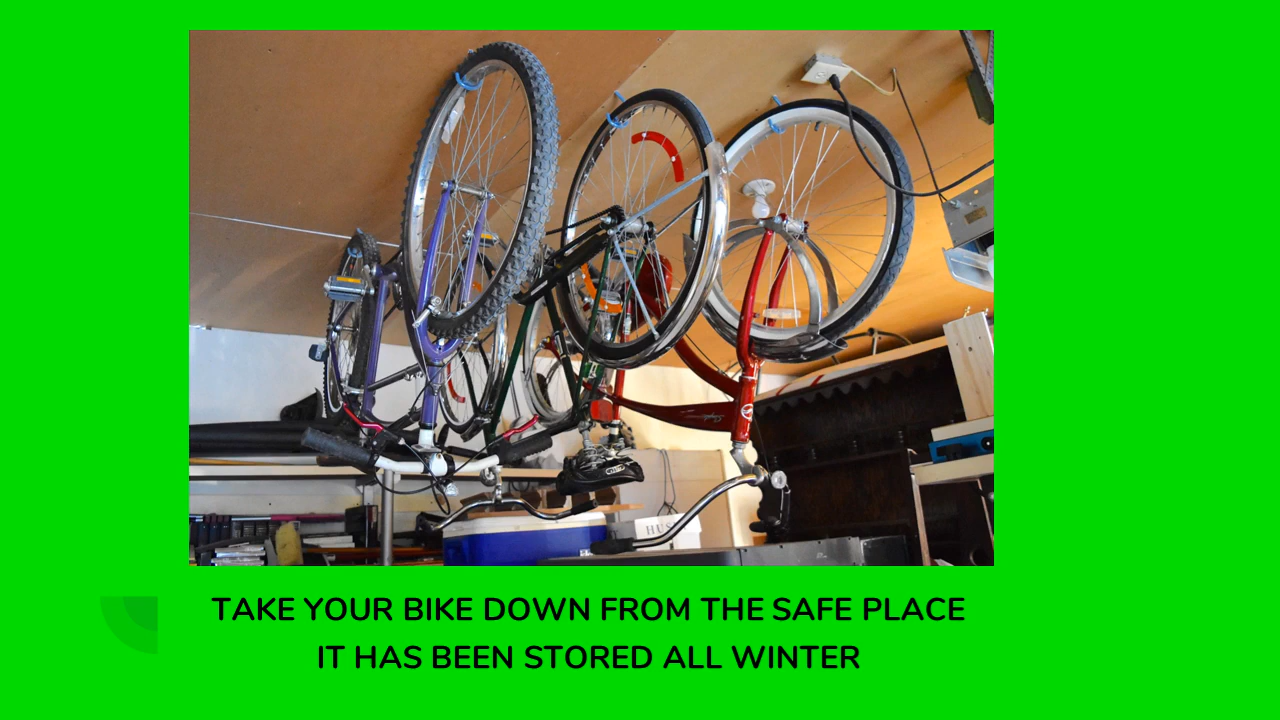 TAKE YOUR BIKE DOWN FROM THE SAFE PLACE
IT HAS BEEN STORED ALL WINTER